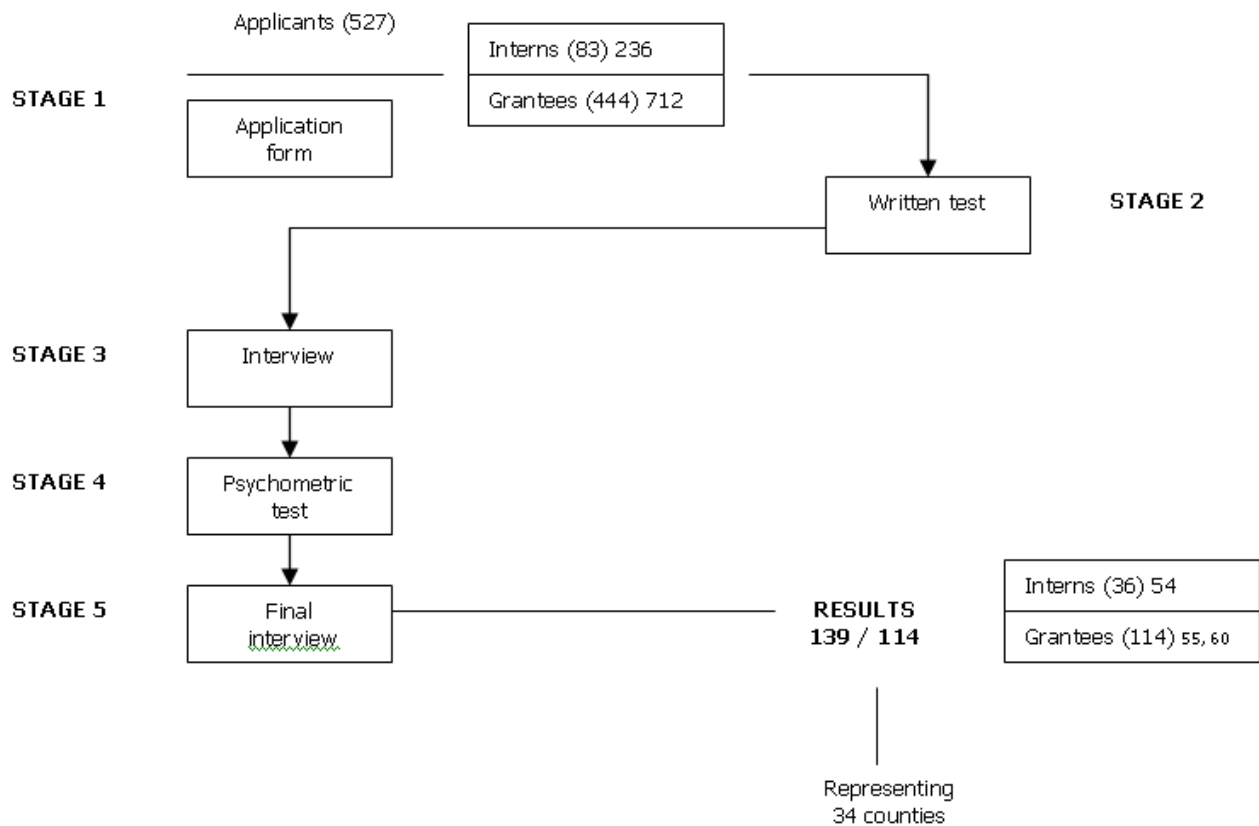 Applicants (527)
Interns (83) 236
Grantees (444) 712
STAGE 1
Application
form
Written test
STAGE 2
STAGE 3
Interview
STAGE 4
Psychometric
test
STAGE 5
Final
interview
RESULTS
139 / 114
Interns (36) 54
Grantees (114) 55, 60
Representing
34 counties